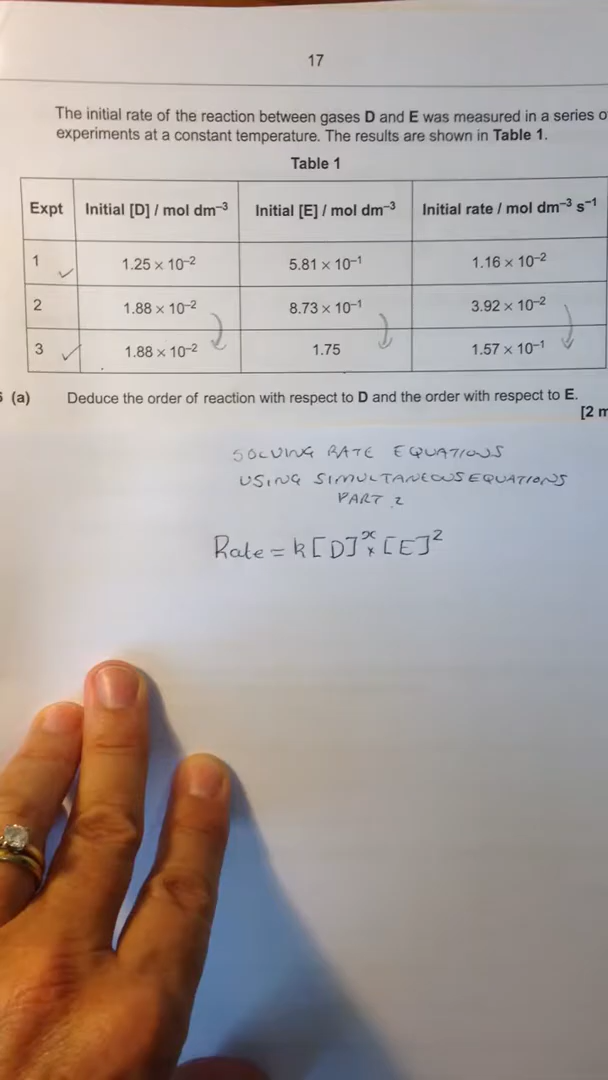 17
The initial rate of the reaction between gases D and E was measured in a series o
experiments at a constant temperature. The results are shown in Table 1.
Table 1
Expt Initial [D] / mol dm⁻³ Initial [E] / mol dm⁻³ Initial rate / mol dm⁻³ s⁻¹
1 ✓ 1.25 × 10⁻² 5.81 × 10⁻¹ 1.16 × 10⁻²
2 1.88 × 10⁻² 8.73 × 10⁻¹ 3.92 × 10⁻²
3 ✓ 1.88 × 10⁻² 1.75 1.57 × 10⁻¹
(a) Deduce the order of reaction with respect to D and the order with respect to E.
[2 m
SOLVING RATE EQUATIONS
USING SIMULTANEOUS EQUATIONS
PART 2
Rate = k[D]ˣ × [E]²